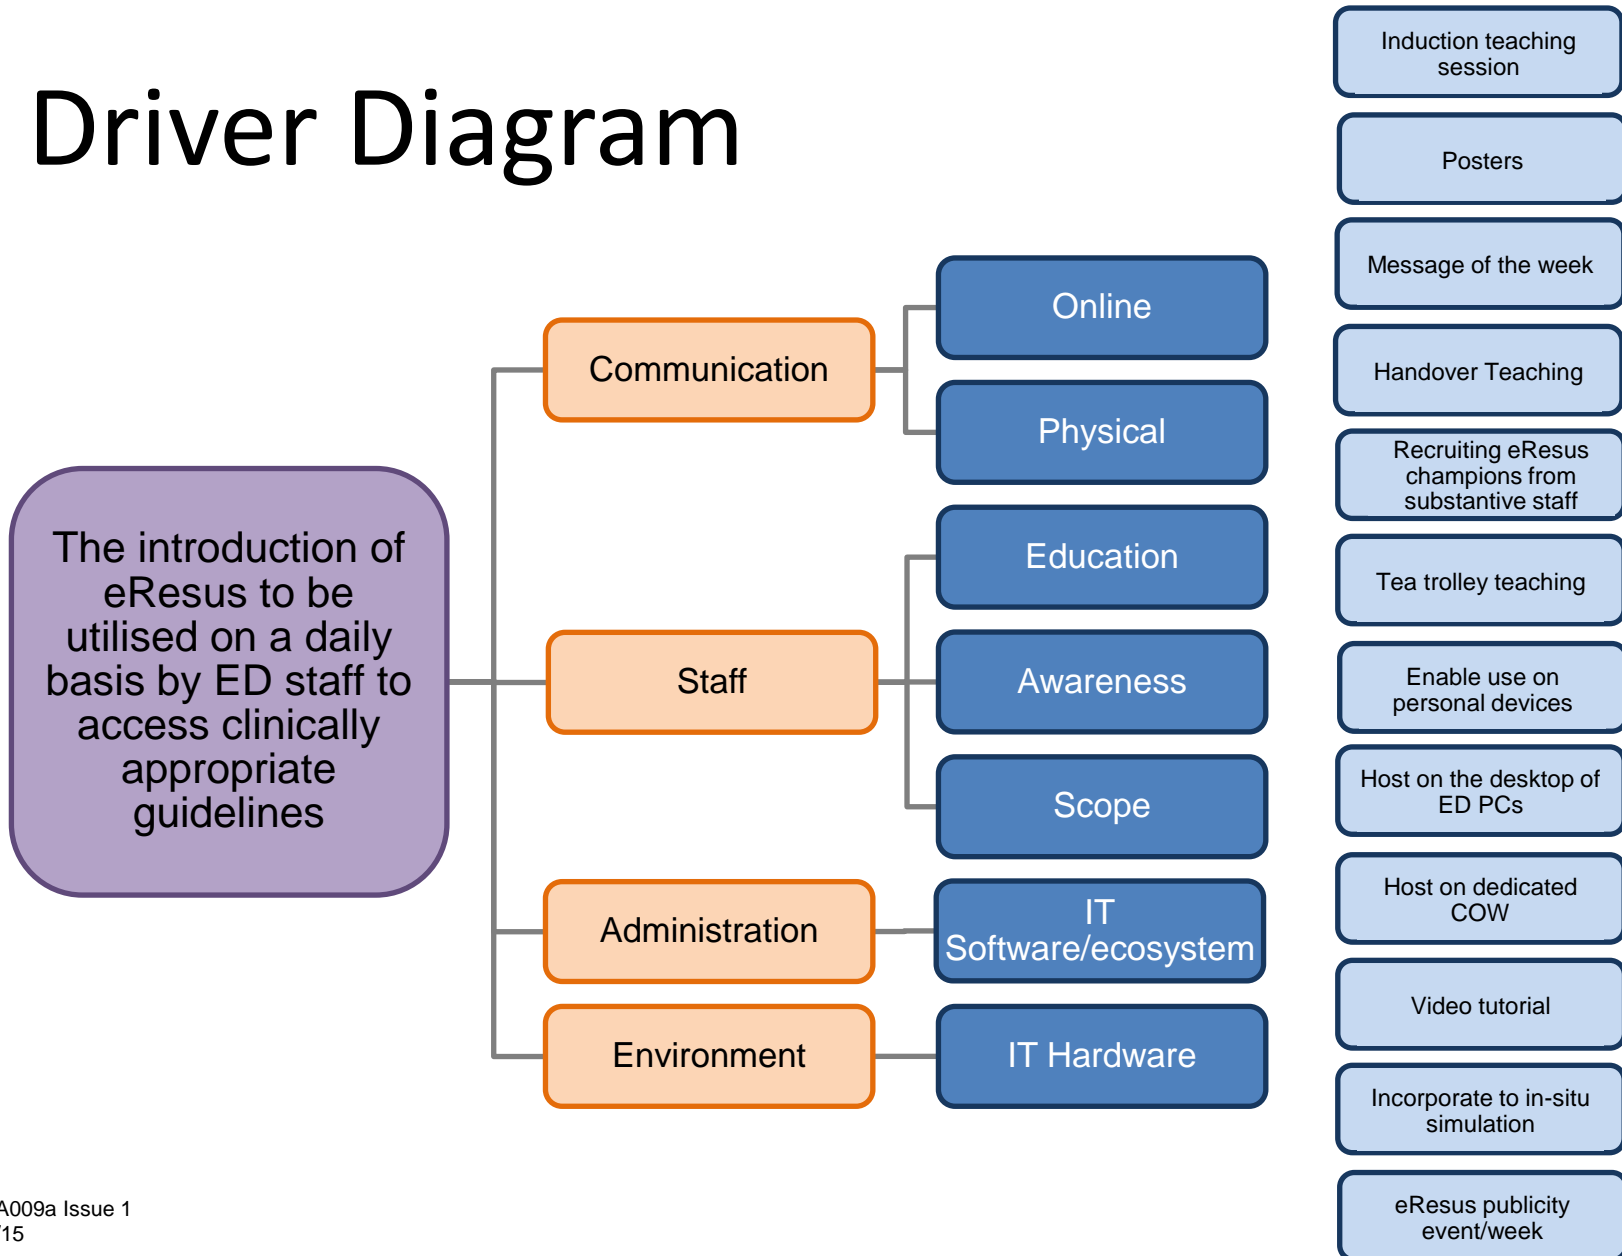 Driver Diagram
The introduction of
eResus to be
utilised on a daily
basis by ED staff to
access clinically
appropriate
guidelines
Communication
Staff
Administration
Environment
Online
Physical
Education
Awareness
Scope
IT
Software/ecosystem
IT Hardware
Induction teaching
session
Posters
Message of the week
Handover Teaching
Recruiting eResus
champions from
substantive staff
Tea trolley teaching
Enable use on
personal devices
Host on the desktop of
ED PCs
Host on dedicated
COW
Video tutorial
Incorporate to in-situ
simulation
eResus publicity
event/week
A009a Issue 1
/15